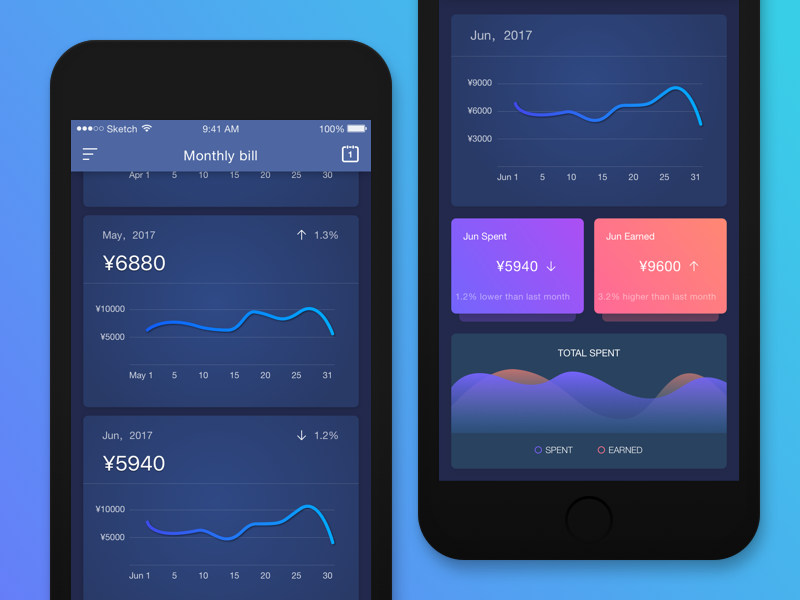 Sketch 9:41 AM 100%
Monthly bill 1
Apr 1 5 10 15 20 25 30
May, 2017 1.3%
¥6880
¥10000
¥5000
May 1 5 10 15 20 25 31
Jun, 2017 1.2%
¥5940
¥10000
¥5000
Jun 1 5 10 15 20 25 30
Jun, 2017
¥9000
¥6000
¥3000
Jun 1 5 10 15 20 25 31
Jun Spent
¥5940
1.2% lower than last month
Jun Earned
¥9600
3.2% higher than last month
TOTAL SPENT
SPENT EARNED